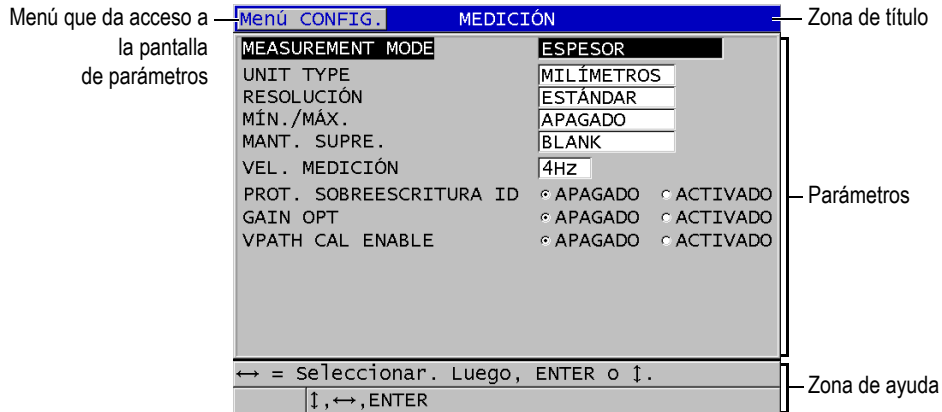 Menú que da acceso a
la pantalla
de parámetros
Menú CONFIG. MEDICIÓN
Zona de título
MEASUREMENT MODE ESPESOR
UNIT TYPE MILÍMETROS
RESOLUCIÓN ESTÁNDAR
MÍN./MÁX. APAGADO
MANT. SUPRE. BLANK
VEL. MEDICIÓN 4Hz
PROT. SOBREESCRITURA ID APAGADO ACTIVADO
Parámetros
GAIN OPT APAGADO ACTIVADO
VPATH CAL ENABLE APAGADO ACTIVADO
↔ = Seleccionar. Luego, ENTER o ↕.
↕,↔,ENTER
Zona de ayuda